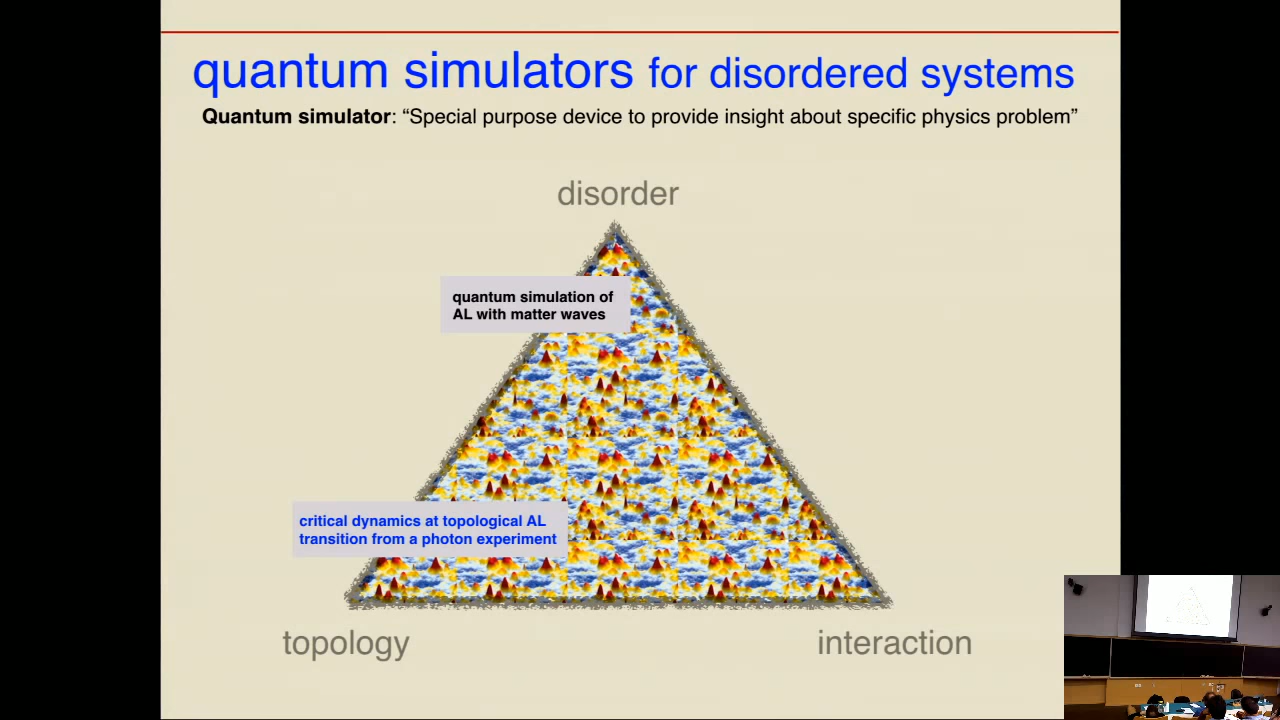 quantum simulators for disordered systems
Quantum simulator: “Special purpose device to provide insight about specific physics problem”
disorder
quantum simulation of
AL with matter waves
critical dynamics at topological AL
transition from a photon experiment
topology
interaction